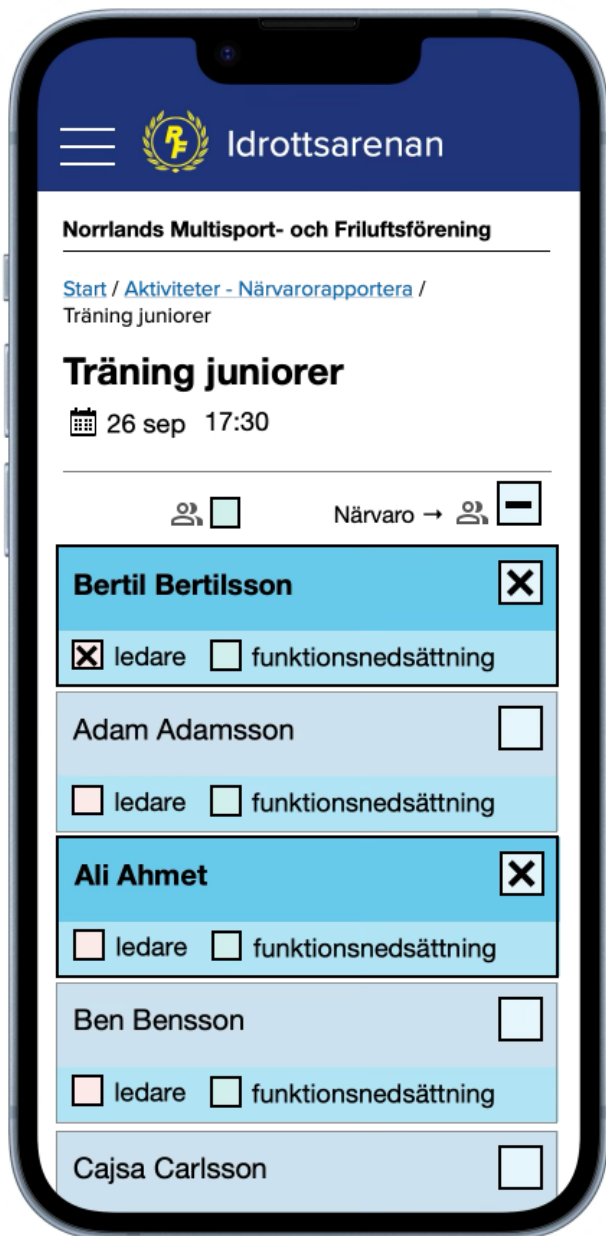 RF Idrottsarenan
Norrlands Multisport- och Friluftsförening
Start / Aktiviteter - Närvarorapportera /
Träning juniorer
Träning juniorer
26 sep 17:30
Närvaro →
Bertil Bertilsson
ledare funktionsnedsättning
Adam Adamsson
ledare funktionsnedsättning
Ali Ahmet
ledare funktionsnedsättning
Ben Bensson
ledare funktionsnedsättning
Cajsa Carlsson